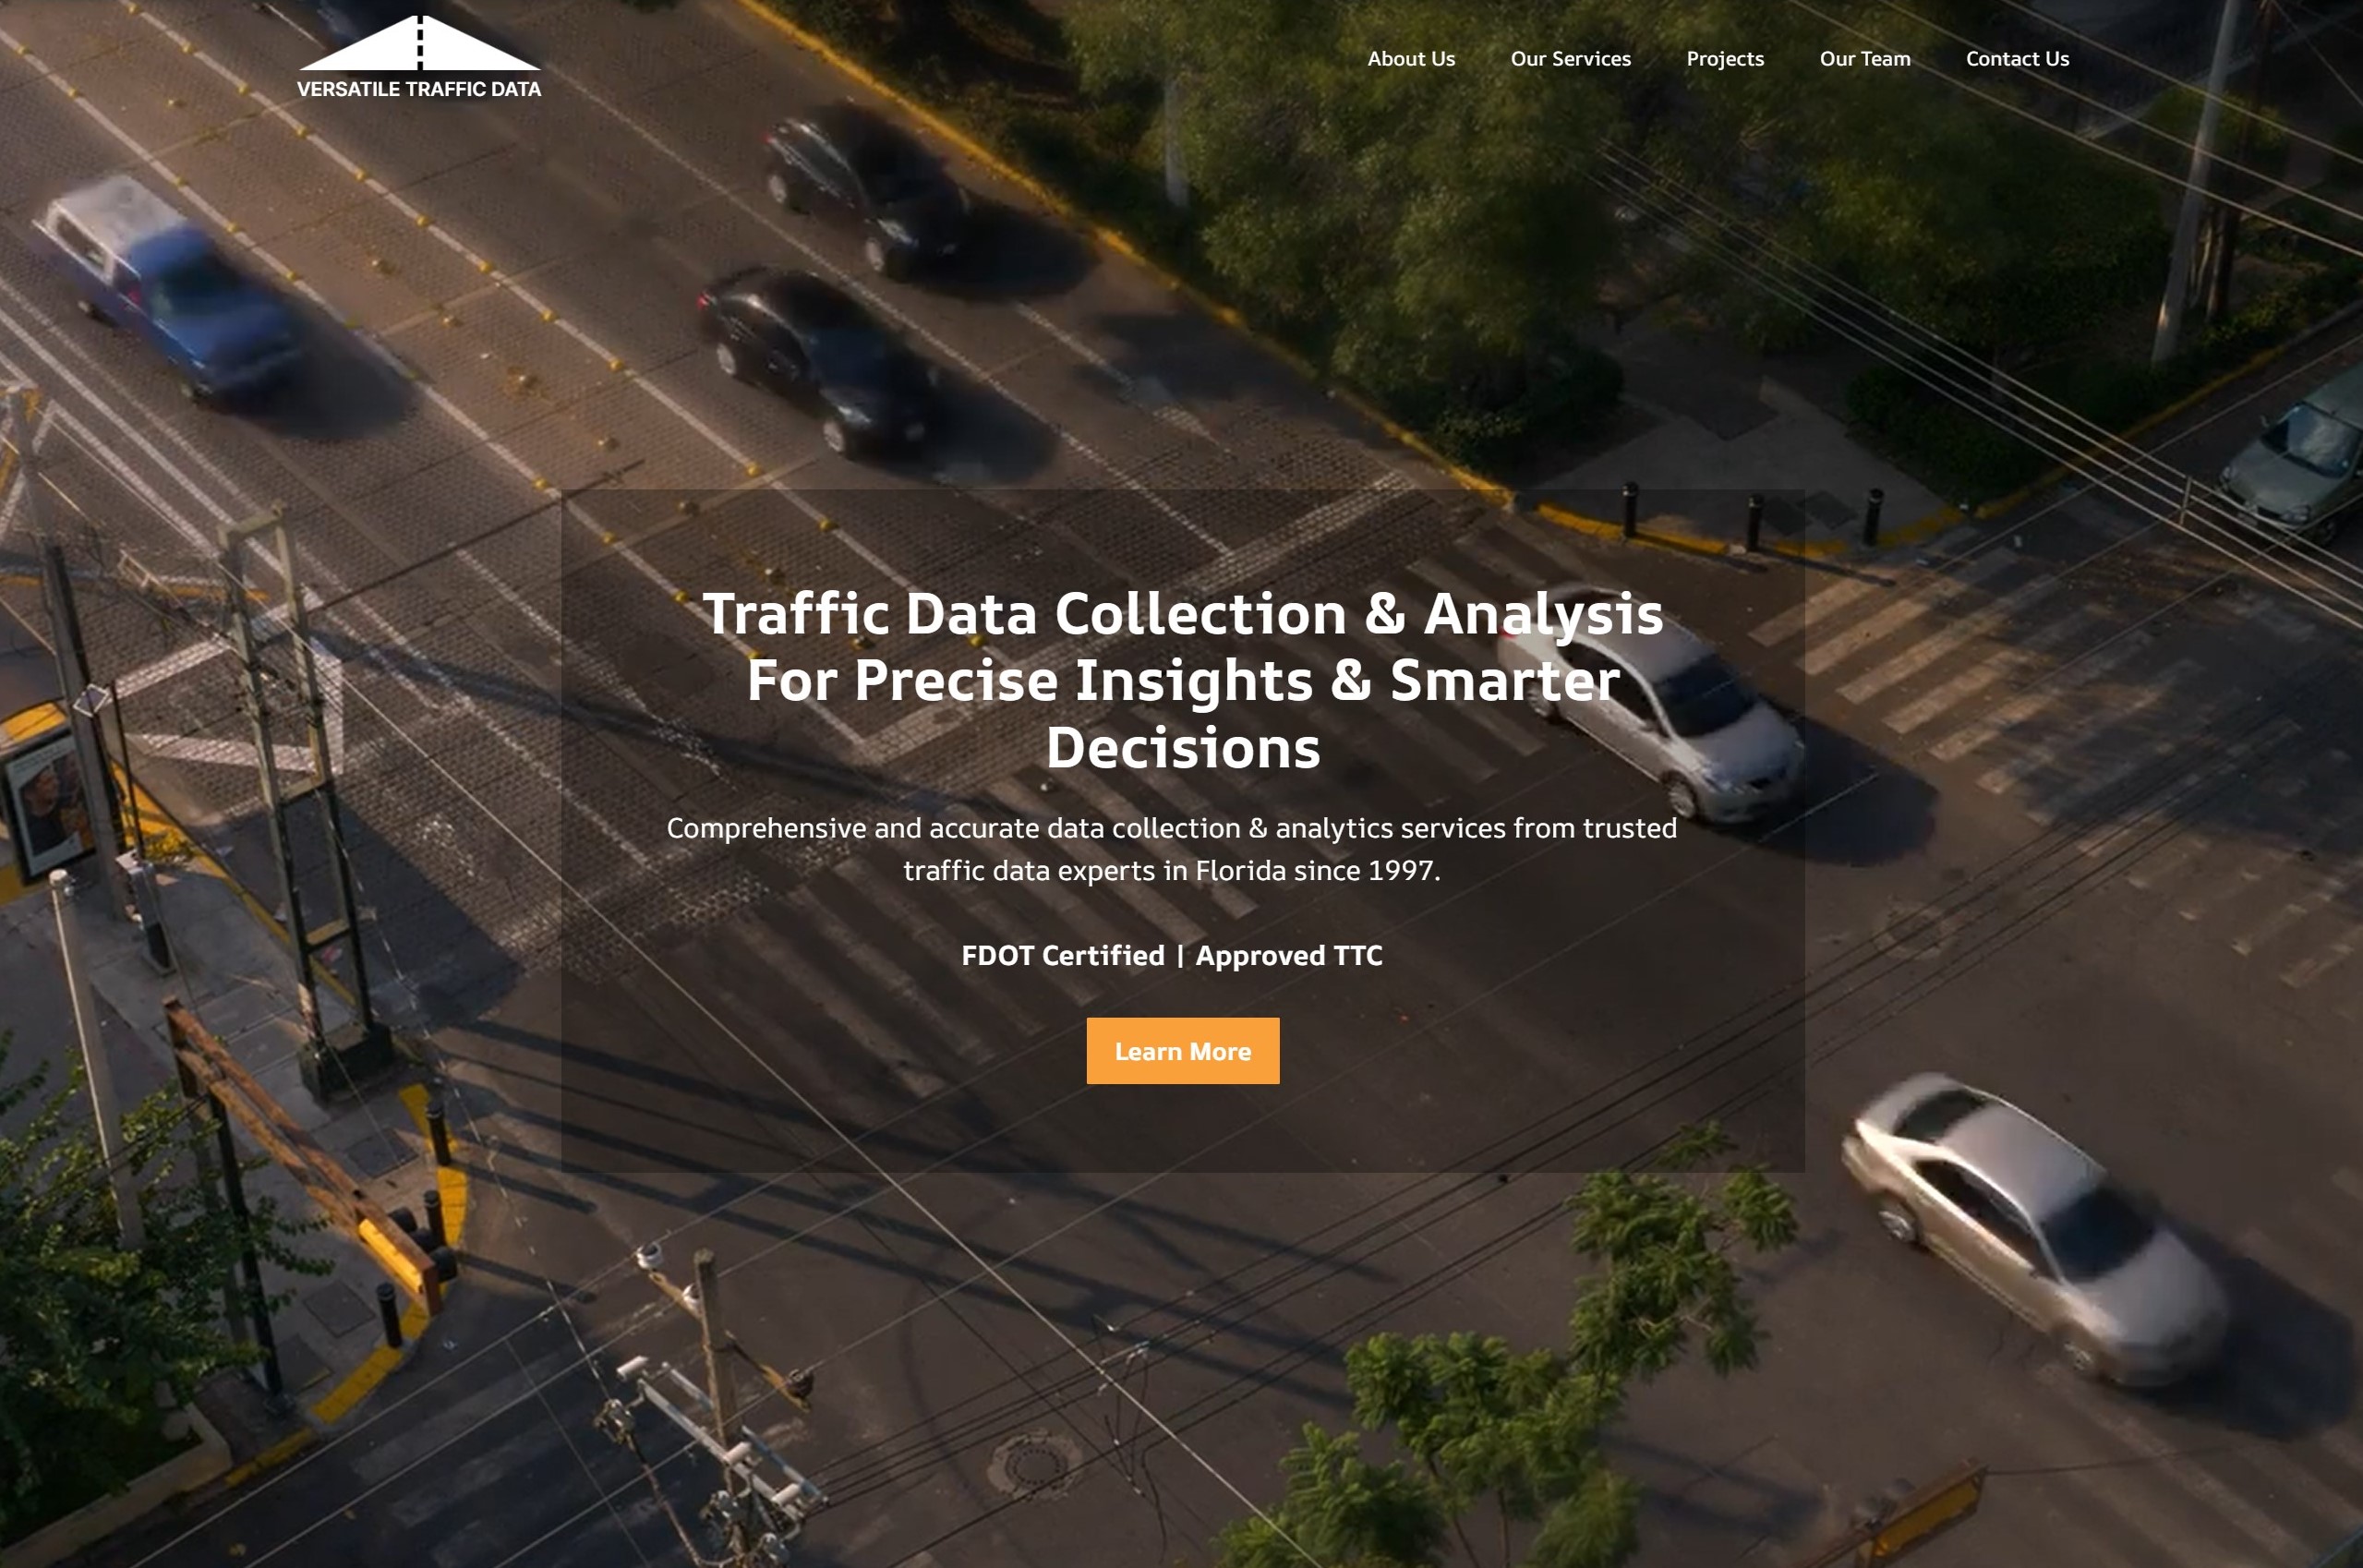 VERSATILE TRAFFIC DATA
About Us Our Services Projects Our Team Contact Us
Traffic Data Collection & Analysis
For Precise Insights & Smarter
Decisions
Comprehensive and accurate data collection & analytics services from trusted
traffic data experts in Florida since 1997.
FDOT Certified | Approved TTC
Learn More